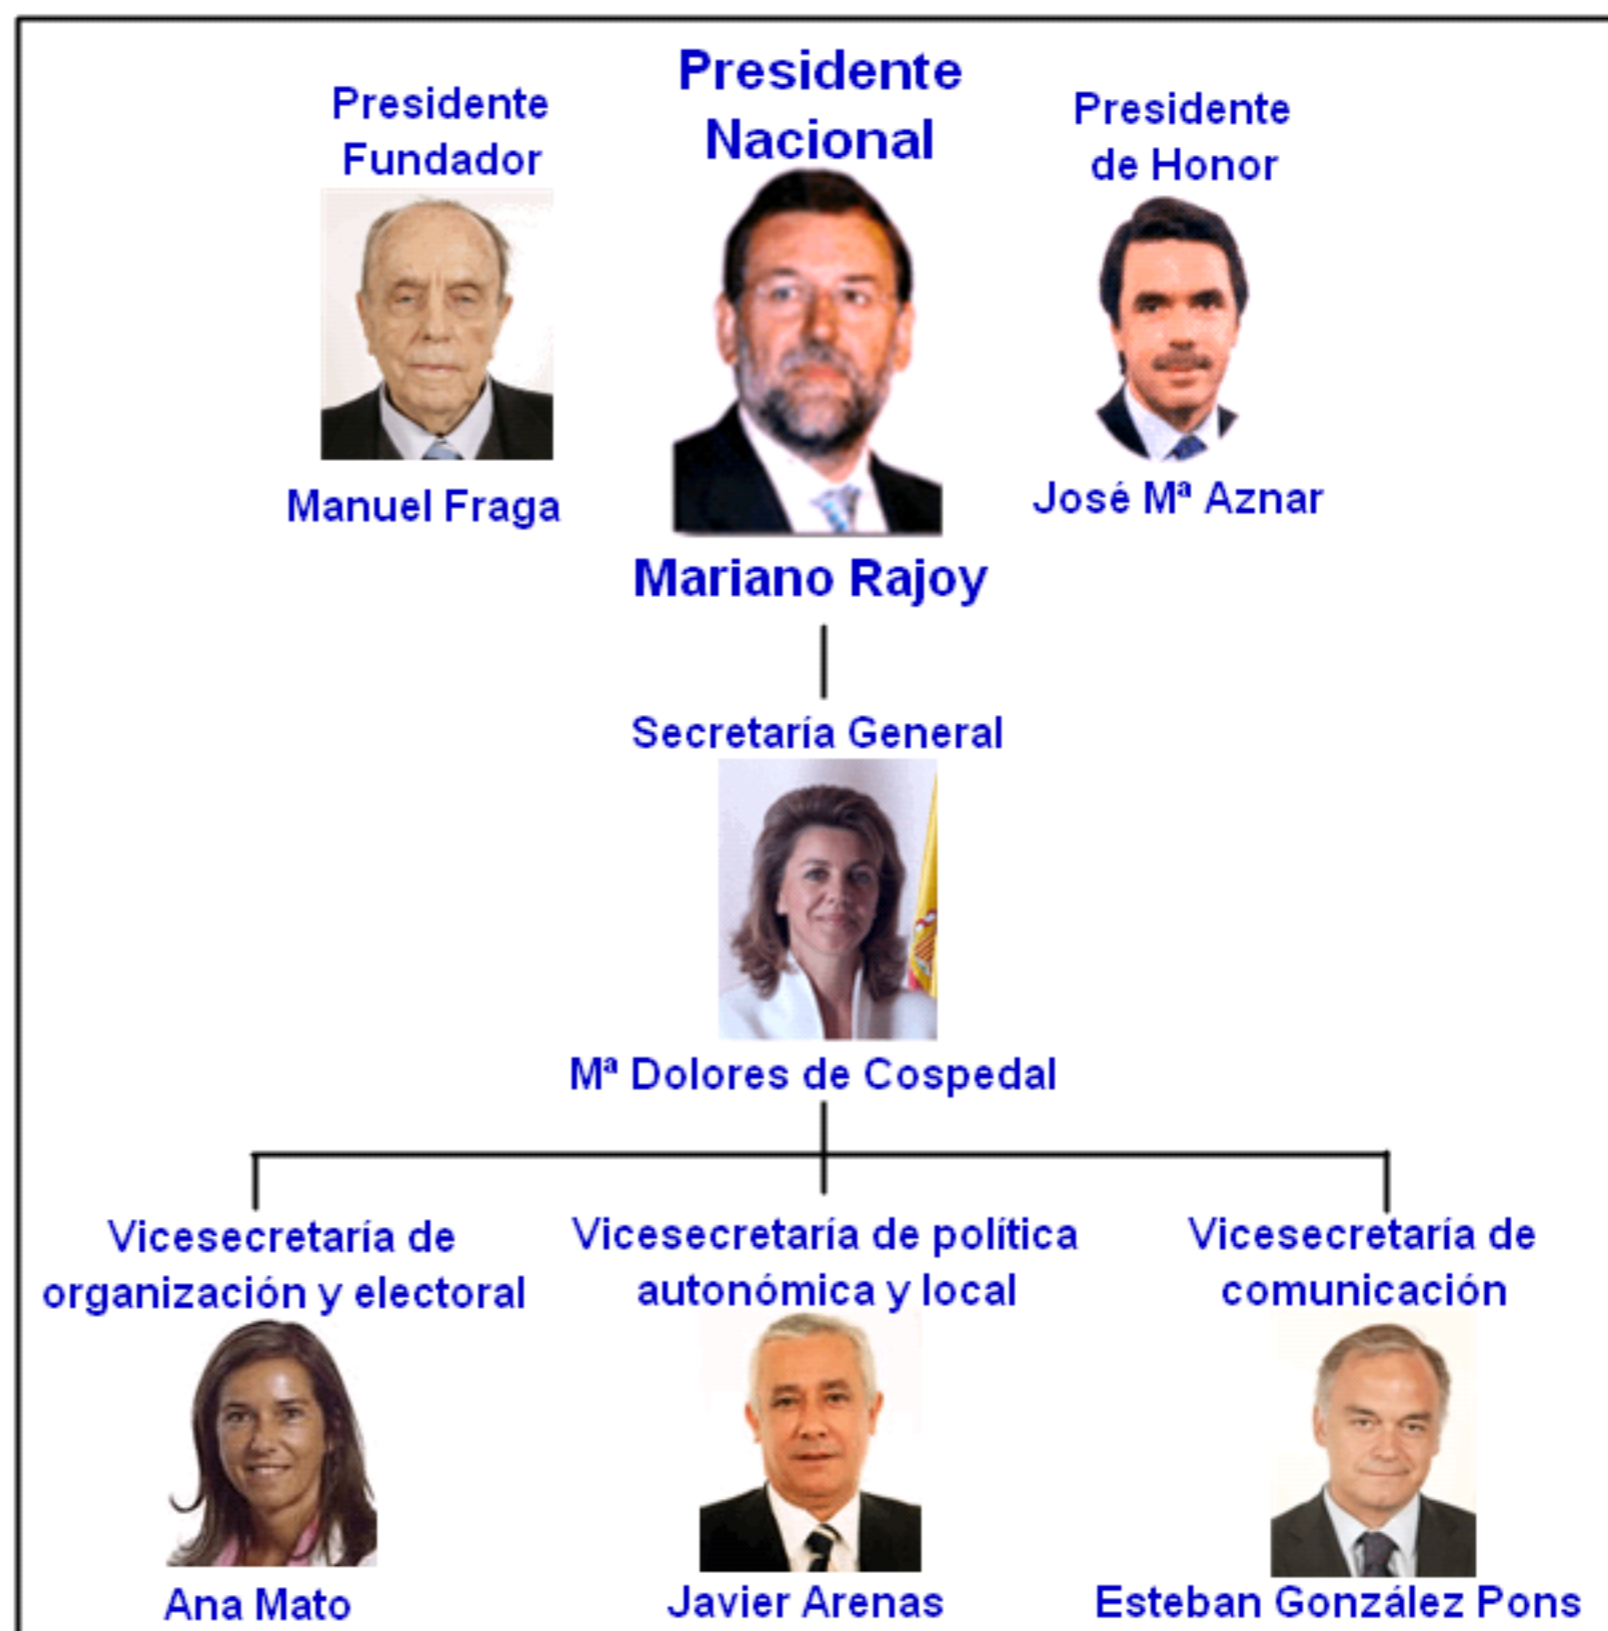 Presidente
Fundador
Presidente
Nacional
Presidente
de Honor
Manuel Fraga
Mariano Rajoy
José Mª Aznar
Secretaría General
Mª Dolores de Cospedal
Vicesecretaría de
organización y electoral
Vicesecretaría de política
autonómica y local
Vicesecretaría de
comunicación
Ana Mato
Javier Arenas
Esteban González Pons